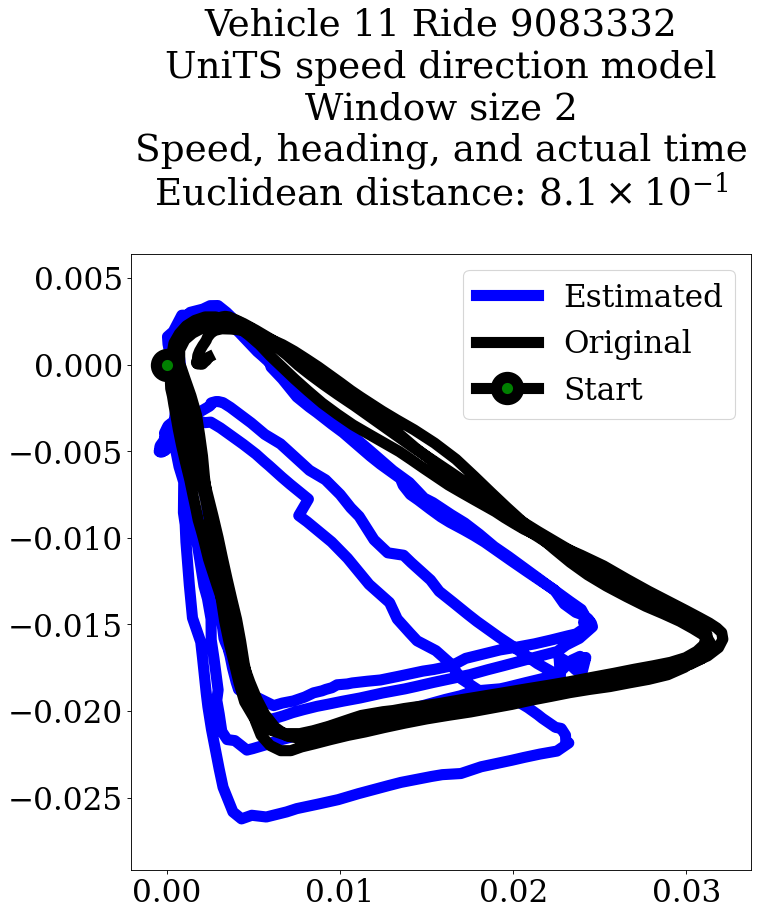 Vehicle 11 Ride 9083332
UniTS speed direction model
Window size 2
Speed, heading, and actual time
Euclidean distance: 8.1 × 10⁻¹
Estimated
Original
Start
0.005
0.000
−0.005
−0.010
−0.015
−0.020
−0.025
0.00 0.01 0.02 0.03